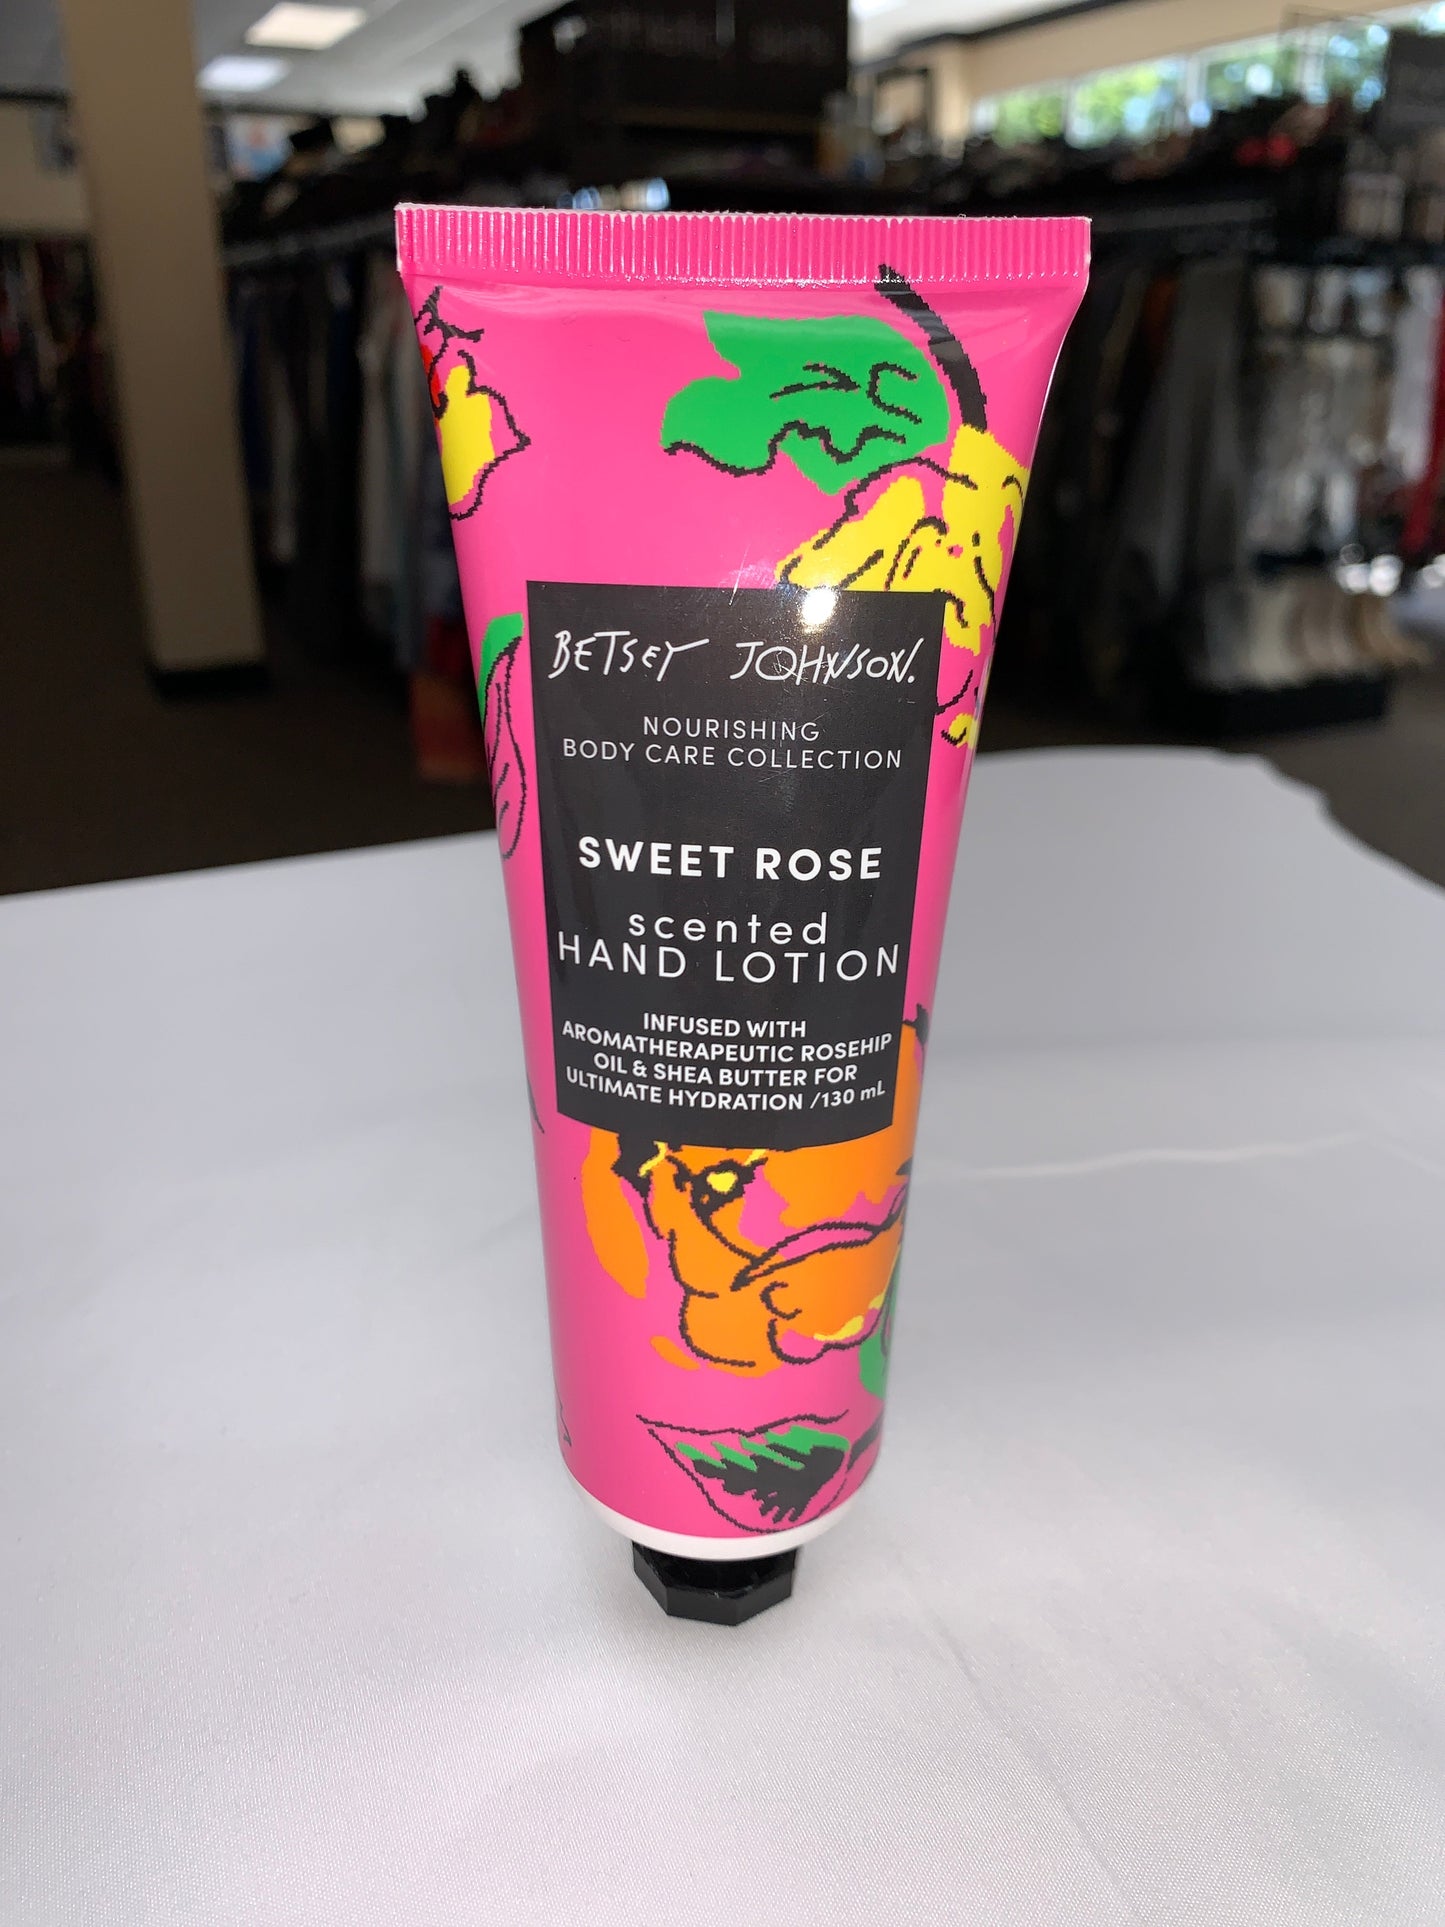 BETSEY JOHNSON.
NOURISHING
BODY CARE COLLECTION
SWEET ROSE
scented
HAND LOTION
INFUSED WITH
AROMATHERAPEUTIC ROSEHIP
OIL & SHEA BUTTER FOR
ULTIMATE HYDRATION /130 mL